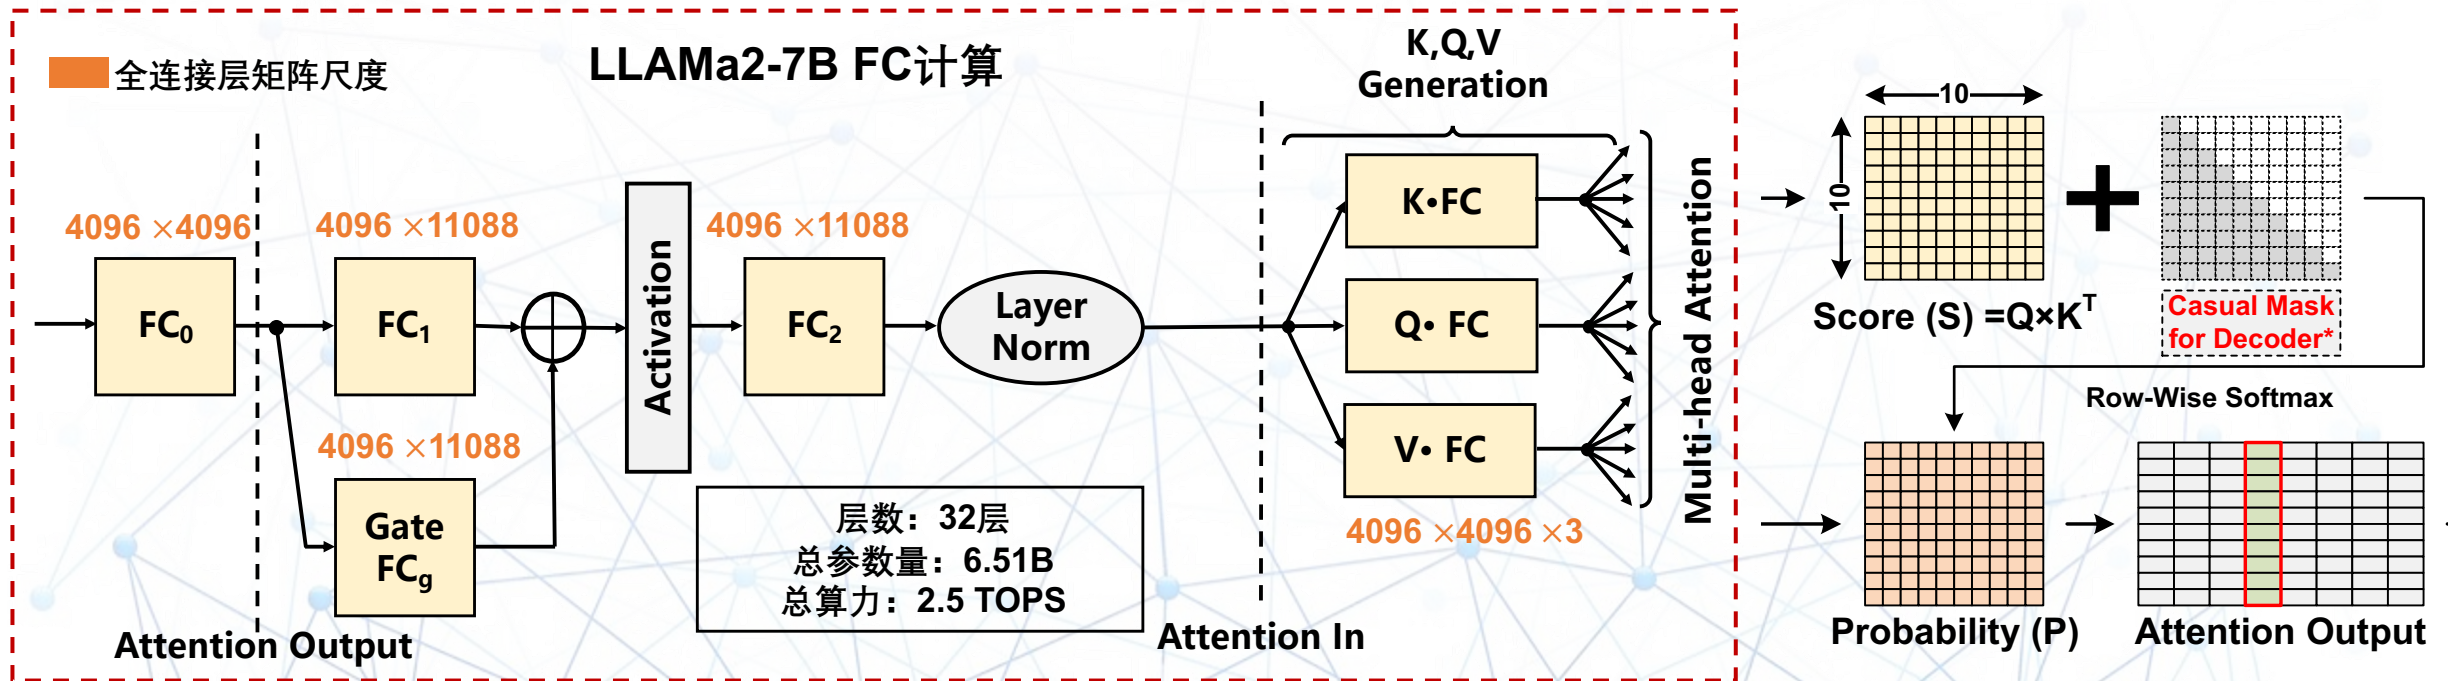 全连接层矩阵尺度
LLAMa2-7B FC计算
K,Q,V
Generation
4096 ×4096
FC0
4096 ×11088
FC1
4096 ×11088
Gate
FCg
Activation
4096 ×11088
FC2
Layer
Norm
K•FC
Q• FC
V• FC
4096 ×4096 ×3
Multi-head Attention
层数：32层
总参数量：6.51B
总算力：2.5 TOPS
Attention Output
Attention In
10
10
Score (S) =Q×K^T
Casual Mask
for Decoder*
Row-Wise Softmax
Probability (P)
Attention Output